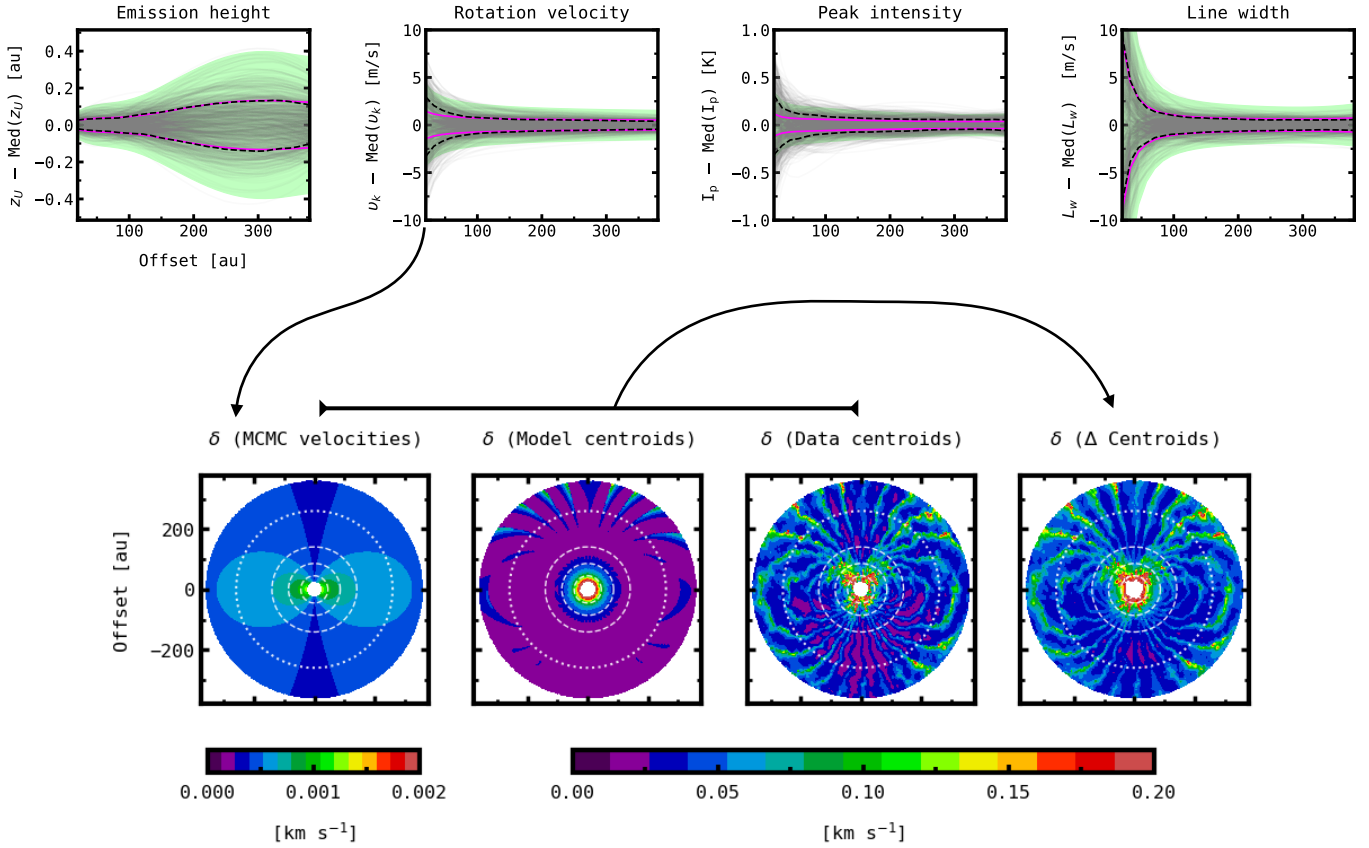 Emission height
Rotation velocity
Peak intensity
Line width
z_U − Med(z_U) [au]
0.4
0.2
0.0
−0.2
−0.4
100
200
300
Offset [au]
υ_k − Med(υ_k) [m/s]
10
5
0
−5
−10
100
200
300
I_p − Med(I_p) [K]
1.0
0.5
0.0
−0.5
−1.0
100
200
300
L_w − Med(L_w) [m/s]
10
5
0
−5
−10
100
200
300
δ (MCMC velocities)
δ (Model centroids)
δ (Data centroids)
δ (Δ Centroids)
Offset [au]
200
0
−200
0.000
0.001
0.002
[km s⁻¹]
0.00
0.05
0.10
0.15
0.20
[km s⁻¹]